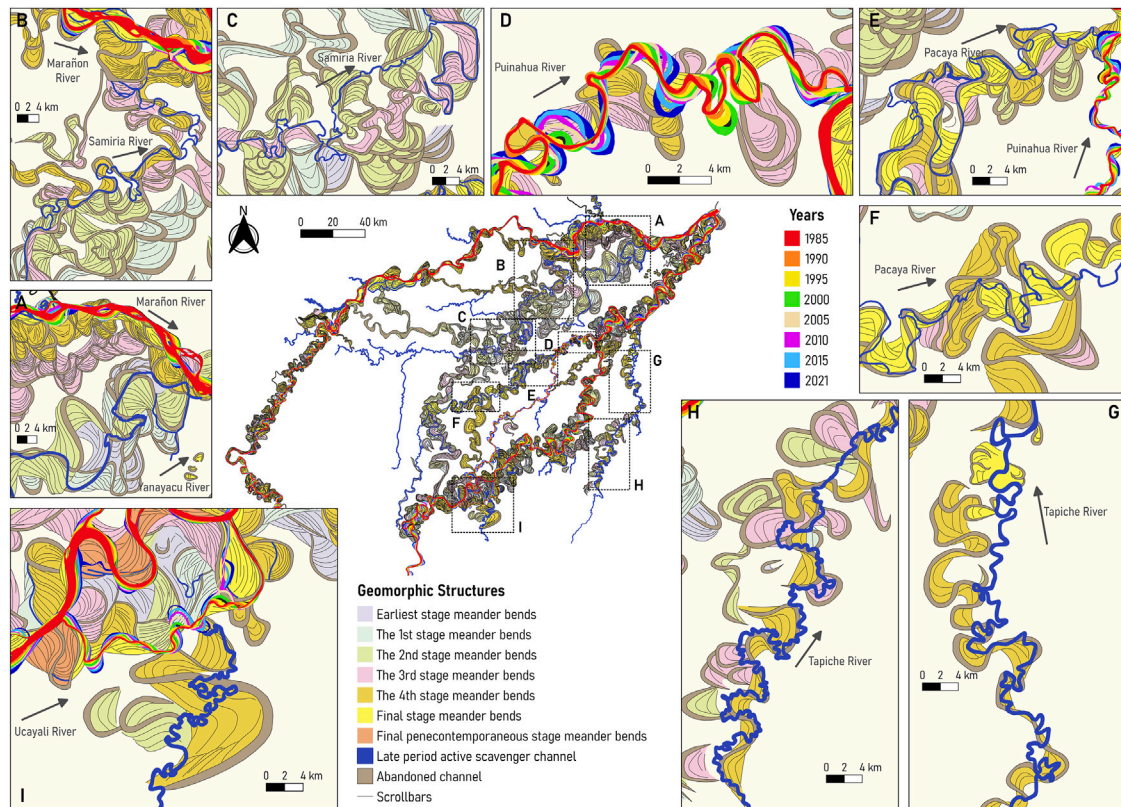 B
Marañon
River
0 2 4 km
Samiria River
C
Samiria River
0 2 4 km
D
Puinahua River
0 2 4 km
E
Pacaya River
0 2 4 km
Puinahua River
A
Marañon River
0 2 4 km
Yanayacu River
N
0 20 40 km
A
B
C
D
E
F
G
H
I
Years
1985
1990
1995
2000
2005
2010
2015
2021
F
Pacaya River
0 2 4 km
H
Tapiche River
0 2 4 km
G
Tapiche River
0 2 4 km
Ucayali River
0 2 4 km
I
Geomorphic Structures
Earliest stage meander bends
The 1st stage meander bends
The 2nd stage meander bends
The 3rd stage meander bends
The 4th stage meander bends
Final stage meander bends
Final penecontemporaneous stage meander bends
Late period active scavenger channel
Abandoned channel
Scrollbars